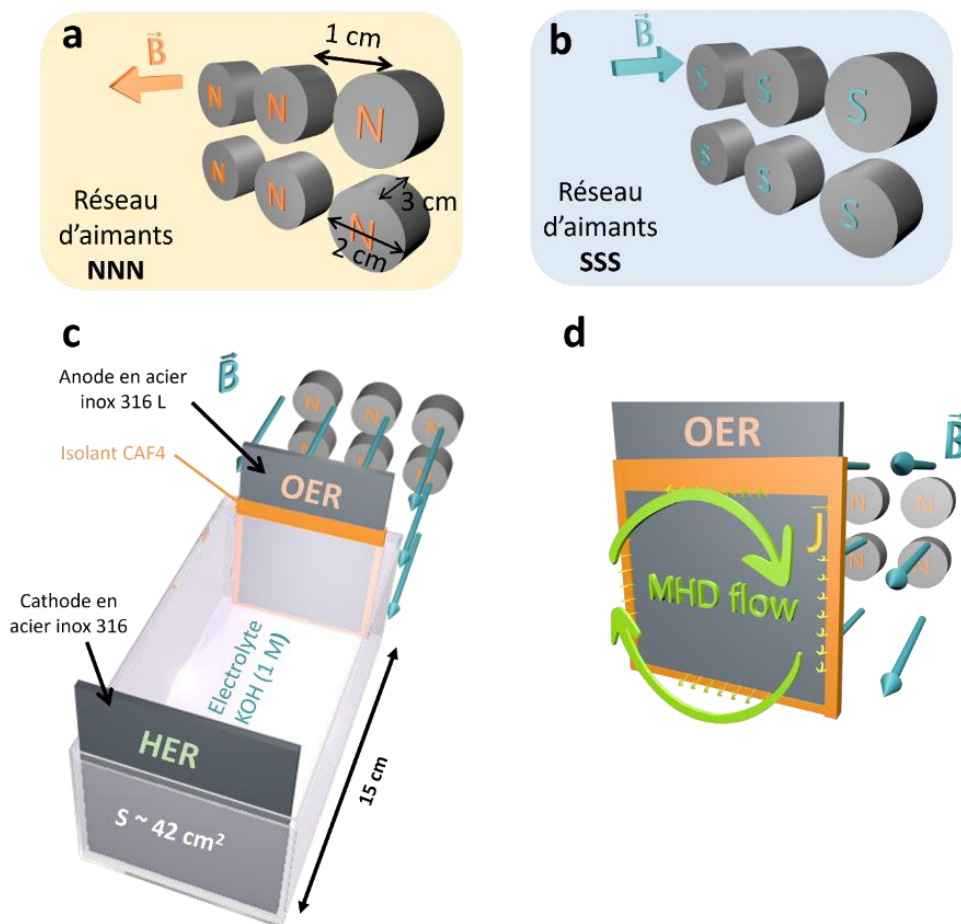 a
B
1 cm
N
N
N
N
N
N
3 cm
2 cm
Réseau
d'aimants
NNN
b
B
S
S
S
S
S
S
Réseau
d'aimants
SSS
c
B
Anode en acier
inox 316 L
Isolant CAF4
N
N
N
N
N
N
OER
Cathode en
acier inox 316
Electrolyte
KOH (1 M)
HER
S ~ 42 cm²
15 cm
d
OER
B
N
N
N
N
J
MHD flow